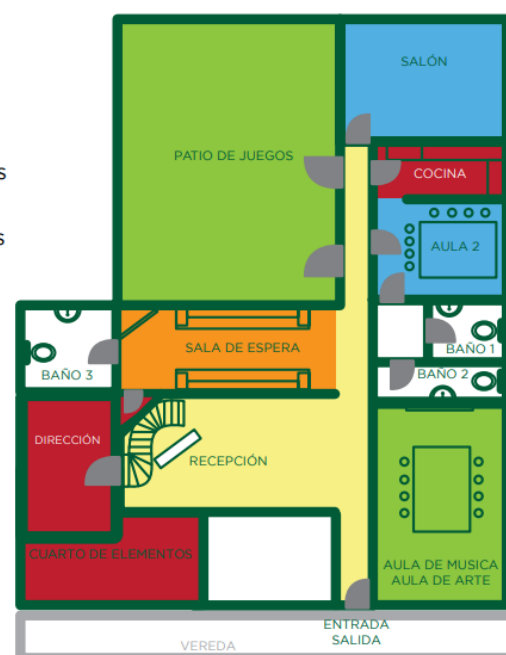 SALÓN
PATIO DE JUEGOS
COCINA
S
AULA 2
S
SALA DE ESPERA
BAÑO 1
BAÑO 3
BAÑO 2
DIRECCIÓN
RECEPCIÓN
CUARTO DE ELEMENTOS
AULA DE MUSICA
AULA DE ARTE
ENTRADA
SALIDA
VEREDA